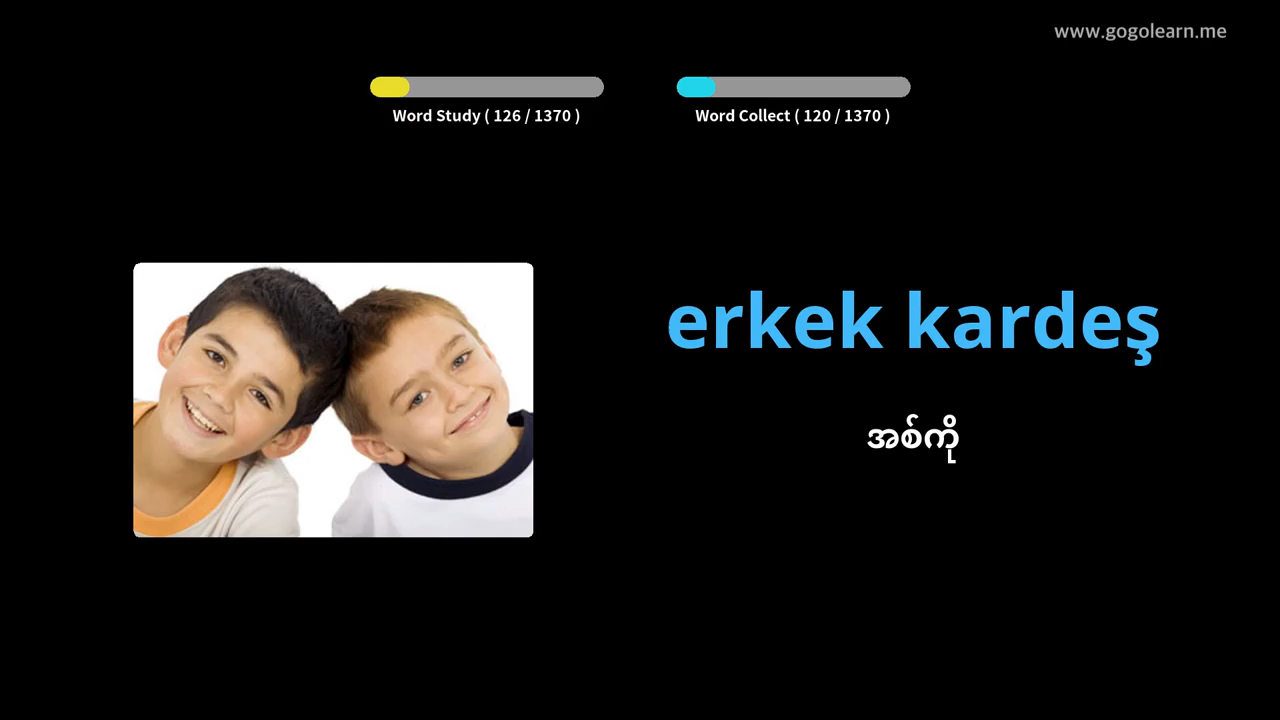 www.gogolearn.me
Word Study ( 126 / 1370 )
Word Collect ( 120 / 1370 )
erkek kardeş
အစ်ကို